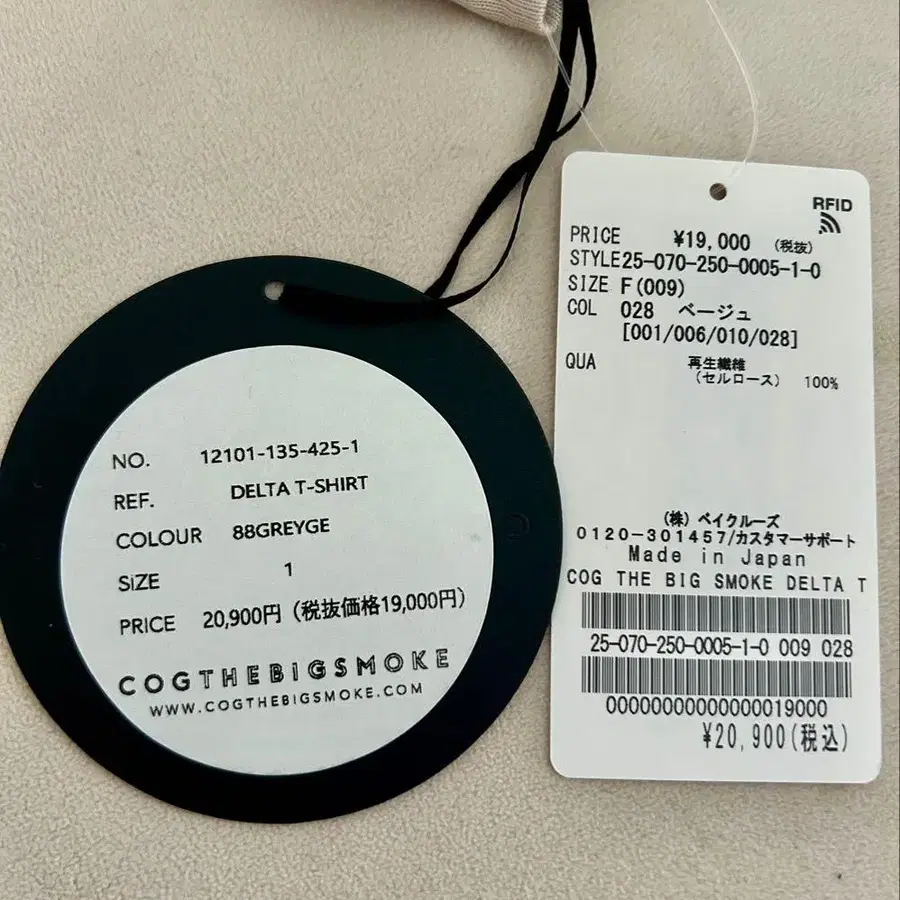 NO. 12101-135-425-1
REF. DELTA T-SHIRT
COLOUR 88GREYGE
SiZE 1
PRICE 20,900円（税抜価格19,000円）
COGTHEBIGSMOKE
WWW.COGTHEBIGSMOKE.COM
RFID
PRICE ¥19,000 (税抜)
STYLE25-070-250-0005-1-0
SIZE F(009)
COL 028 ベージュ
[001/006/010/028]
QUA 再生繊維
(セルロース) 100%
(株) ベイクルーズ
0120-301457/カスタマーサポート
Made in Japan
COG THE BIG SMOKE DELTA T
25-070-250-0005-1-0 009 028
00000000000000019000
¥20,900(税込)